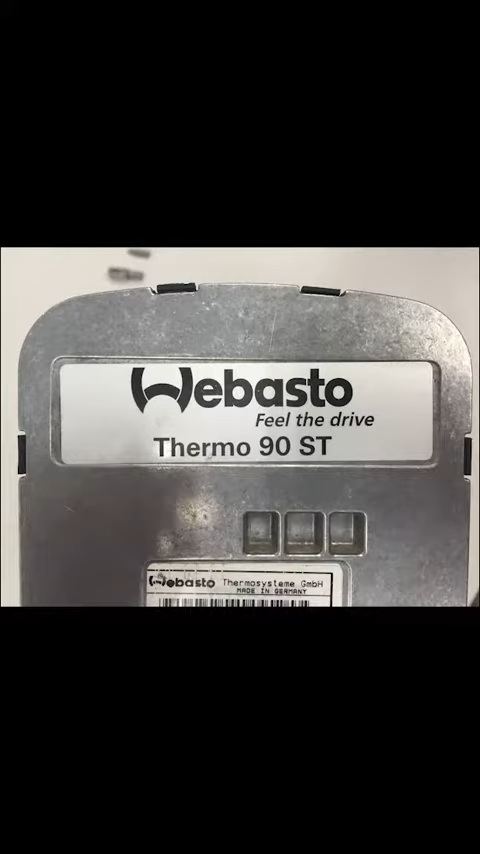 Webasto
Feel the drive
Thermo 90 ST
Webasto Thermosysteme GmbH
MADE IN GERMANY